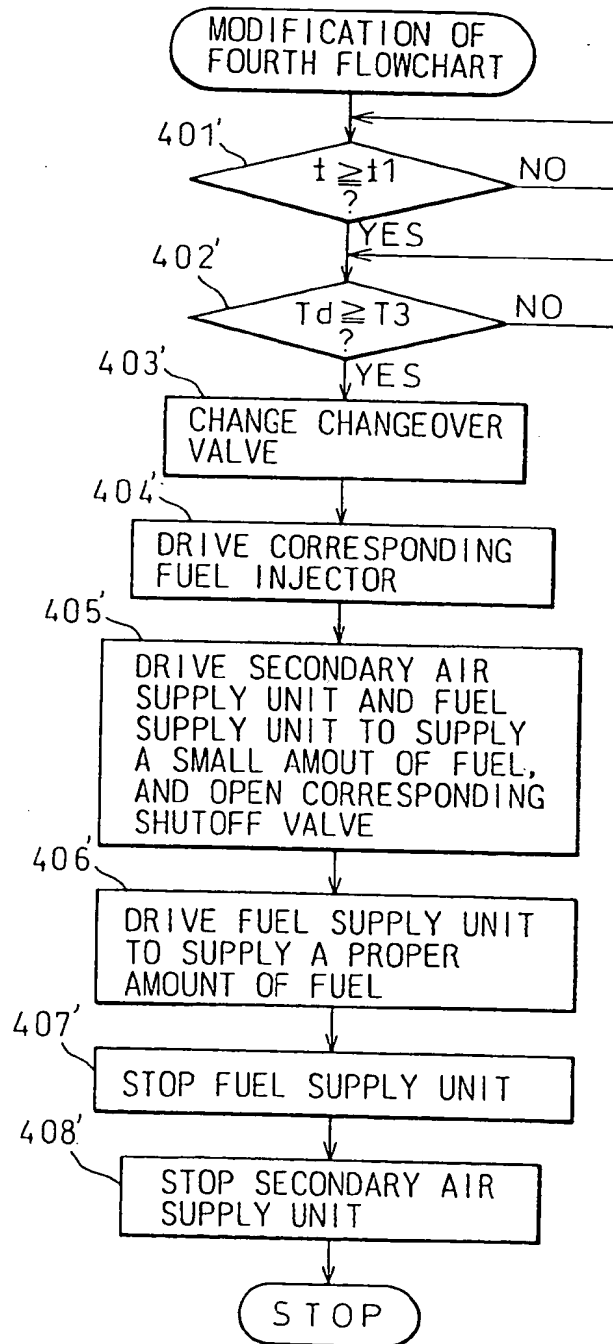 MODIFICATION OF
FOURTH FLOWCHART
401'
t ≧ t1
?
NO
YES
402'
Td ≧ T3
?
NO
YES
403'
CHANGE CHANGEOVER
VALVE
404'
DRIVE CORRESPONDING
FUEL INJECTOR
405'
DRIVE SECONDARY AIR
SUPPLY UNIT AND FUEL
SUPPLY UNIT TO SUPPLY
A SMALL AMOUT OF FUEL,
AND OPEN CORRESPONDING
SHUTOFF VALVE
406'
DRIVE FUEL SUPPLY UNIT
TO SUPPLY A PROPER
AMOUNT OF FUEL
407'
STOP FUEL SUPPLY UNIT
408'
STOP SECONDARY AIR
SUPPLY UNIT
STOP